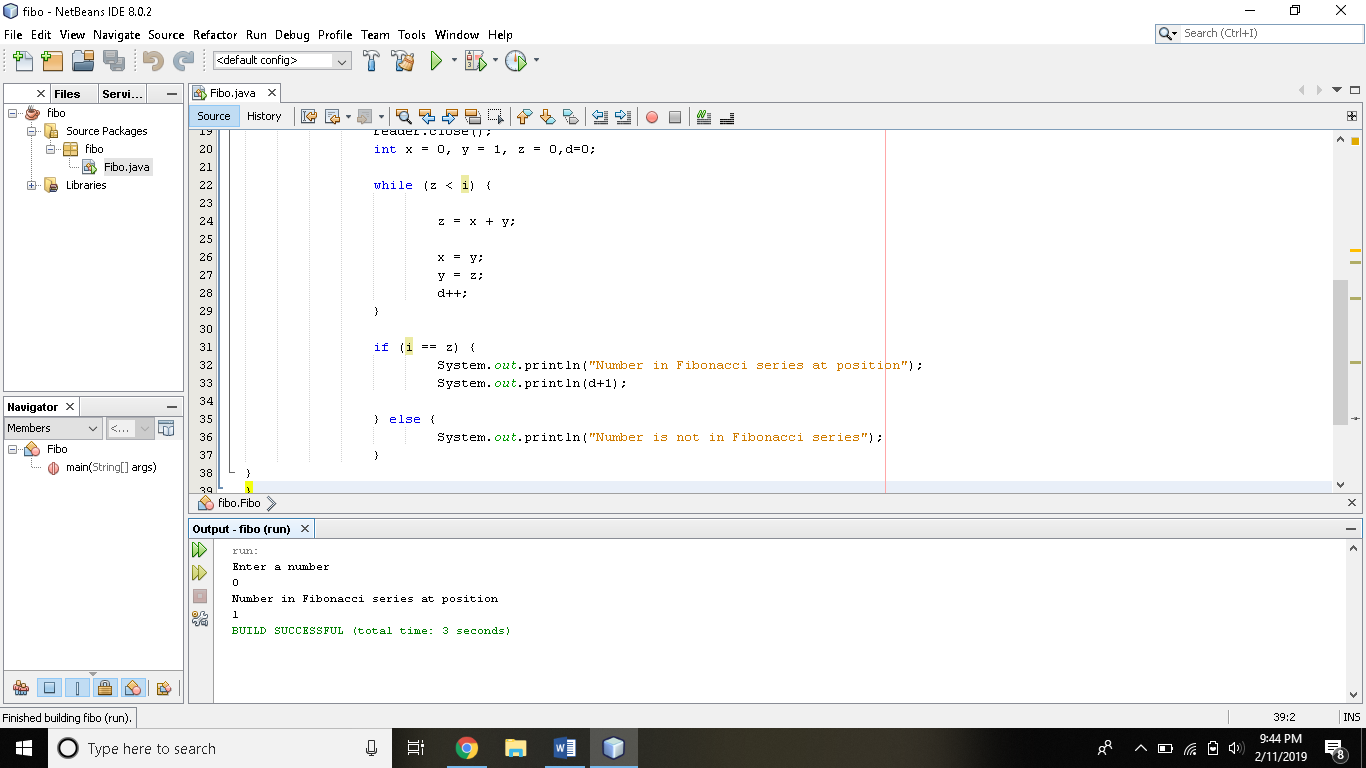 fibo - NetBeans IDE 8.0.2
File Edit View Navigate Source Refactor Run Debug Profile Team Tools Window Help
Search (Ctrl+I)
<default config>
Files Servi...
fibo
Source Packages
fibo
Fibo.java
Libraries
Fibo.java
Source History
19 reader.close();
20 int x = 0, y = 1, z = 0,d=0;
21
22 while (z < i) {
23
24 z = x + y;
25
26 x = y;
27 y = z;
28 d++;
29 }
30
31 if (i == z) {
32 System.out.println("Number in Fibonacci series at position");
33 System.out.println(d+1);
34
35 } else {
36 System.out.println("Number is not in Fibonacci series");
37 }
38 }
39 }
fibo.Fibo
Navigator
Members <...
Fibo
main(String[] args)
Output - fibo (run)
run:
Enter a number
0
Number in Fibonacci series at position
1
BUILD SUCCESSFUL (total time: 3 seconds)
Finished building fibo (run).
39:2 INS
Type here to search
9:44 PM
2/11/2019
8